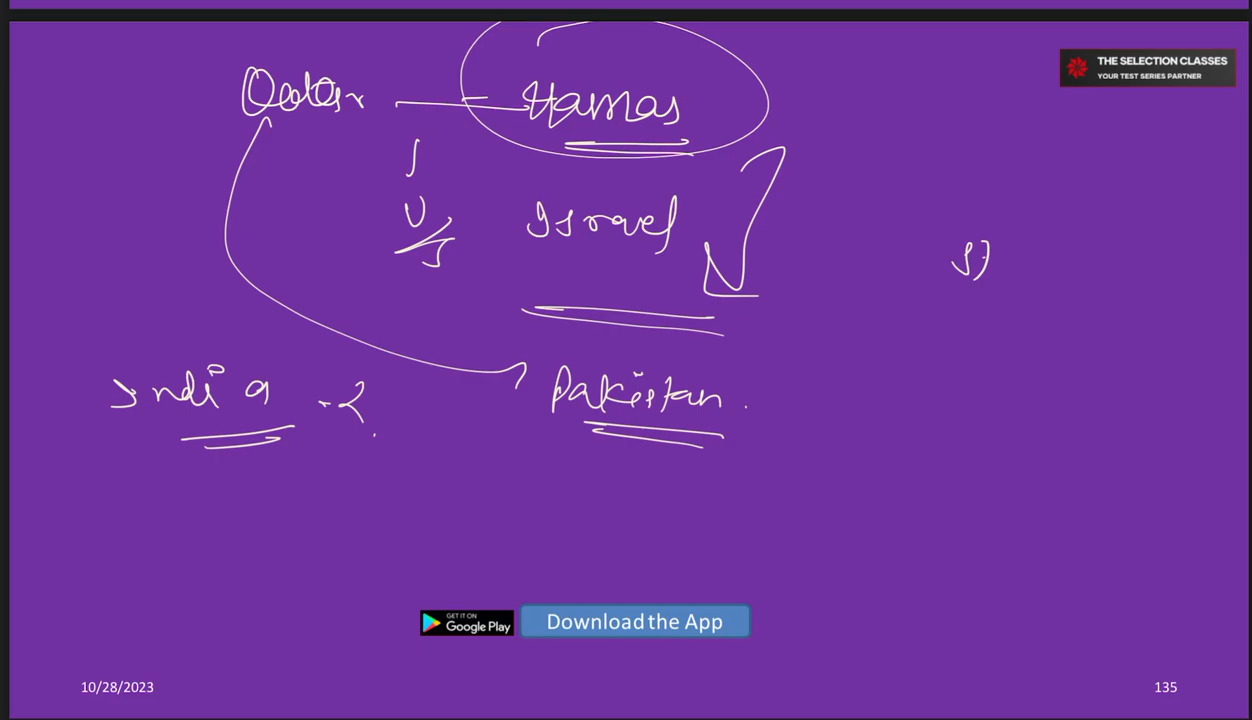 THE SELECTION CLASSES
YOUR TEST SERIES PARTNER
Qatar Hamas
Israel
India Pakistan.
GET IT ON
Google Play
Download the App
10/28/2023
135